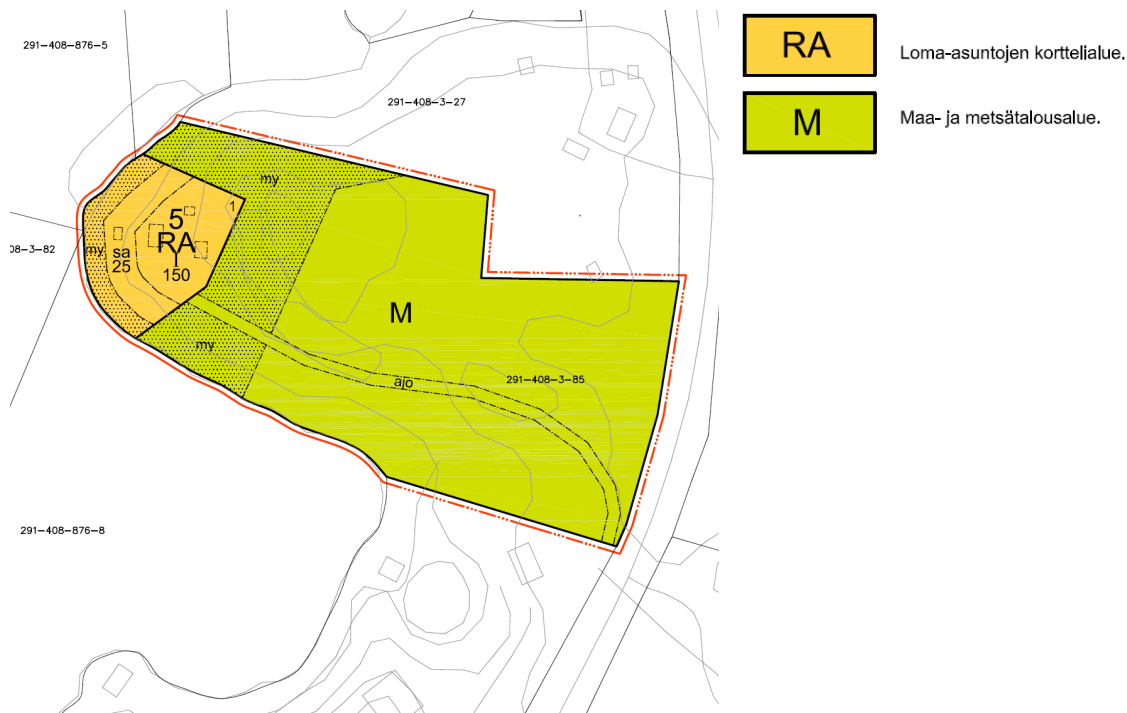 291-408-876-5
RA
Loma-asuntojen korttelialue.
291-408-3-27
M
Maa- ja metsätalousalue.
my
1
5
08-3-82
my
sa
25
RA
I
150
M
my
ajo
291-408-3-85
291-408-876-8